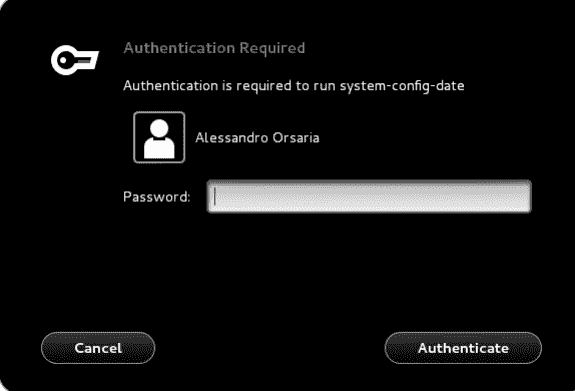 Authentication Required
Authentication is required to run system-config-date
Alessandro Orsaria
Password:
Cancel
Authenticate